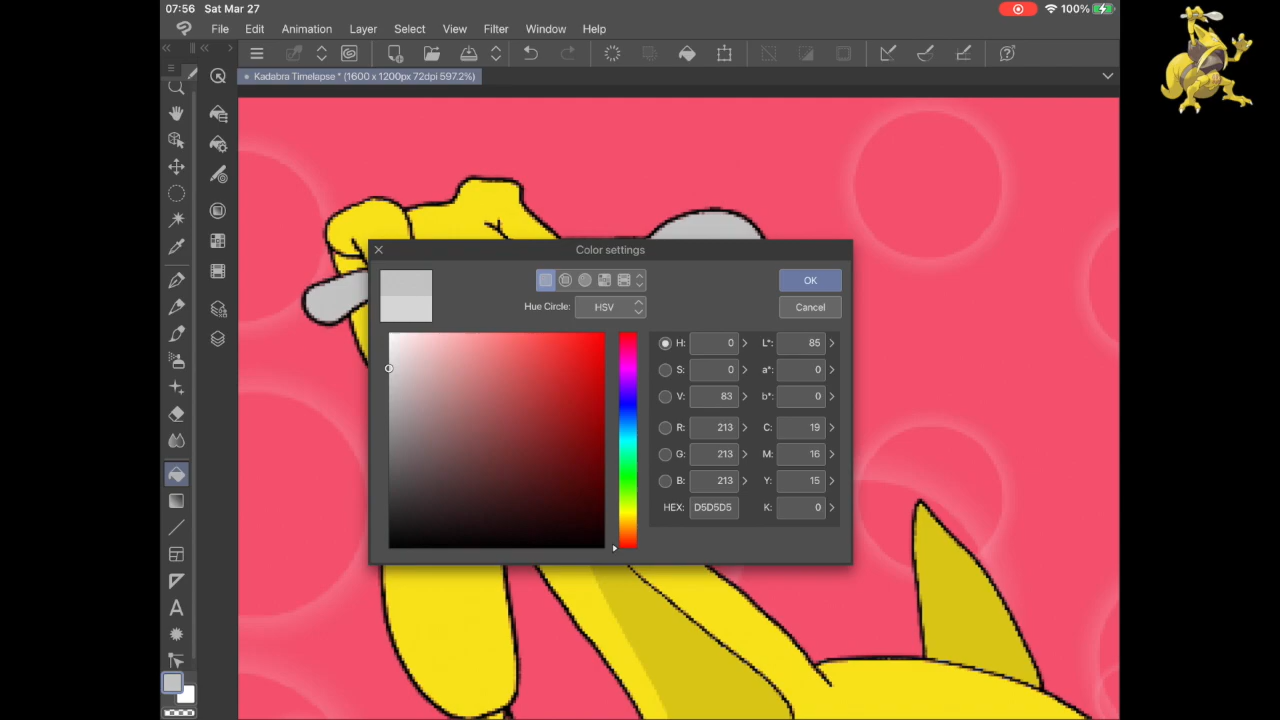 07:56 Sat Mar 27 100%
File Edit Animation Layer Select View Filter Window Help
Kadabra Timelapse * (1600 x 1200px 72dpi 597.2%)
Color settings
OK
Hue Circle: HSV Cancel
H: 0 L*: 85
S: 0 a*: 0
V: 83 b*: 0
R: 213 C: 19
G: 213 M: 16
B: 213 Y: 15
HEX: D5D5D5 K: 0